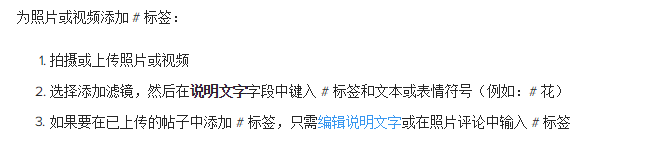 为照片或视频添加 # 标签：
1. 拍摄或上传照片或视频
2. 选择添加滤镜，然后在说明文字字段中键入 # 标签和文本或表情符号（例如：# 花）
3. 如果要在已上传的帖子中添加 # 标签，只需编辑说明文字或在照片评论中输入 # 标签